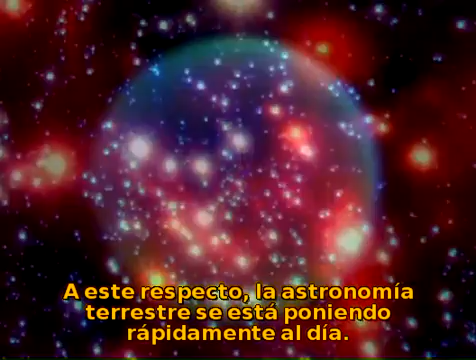 A este respecto, la astronomía
terrestre se está poniendo
rápidamente al día.